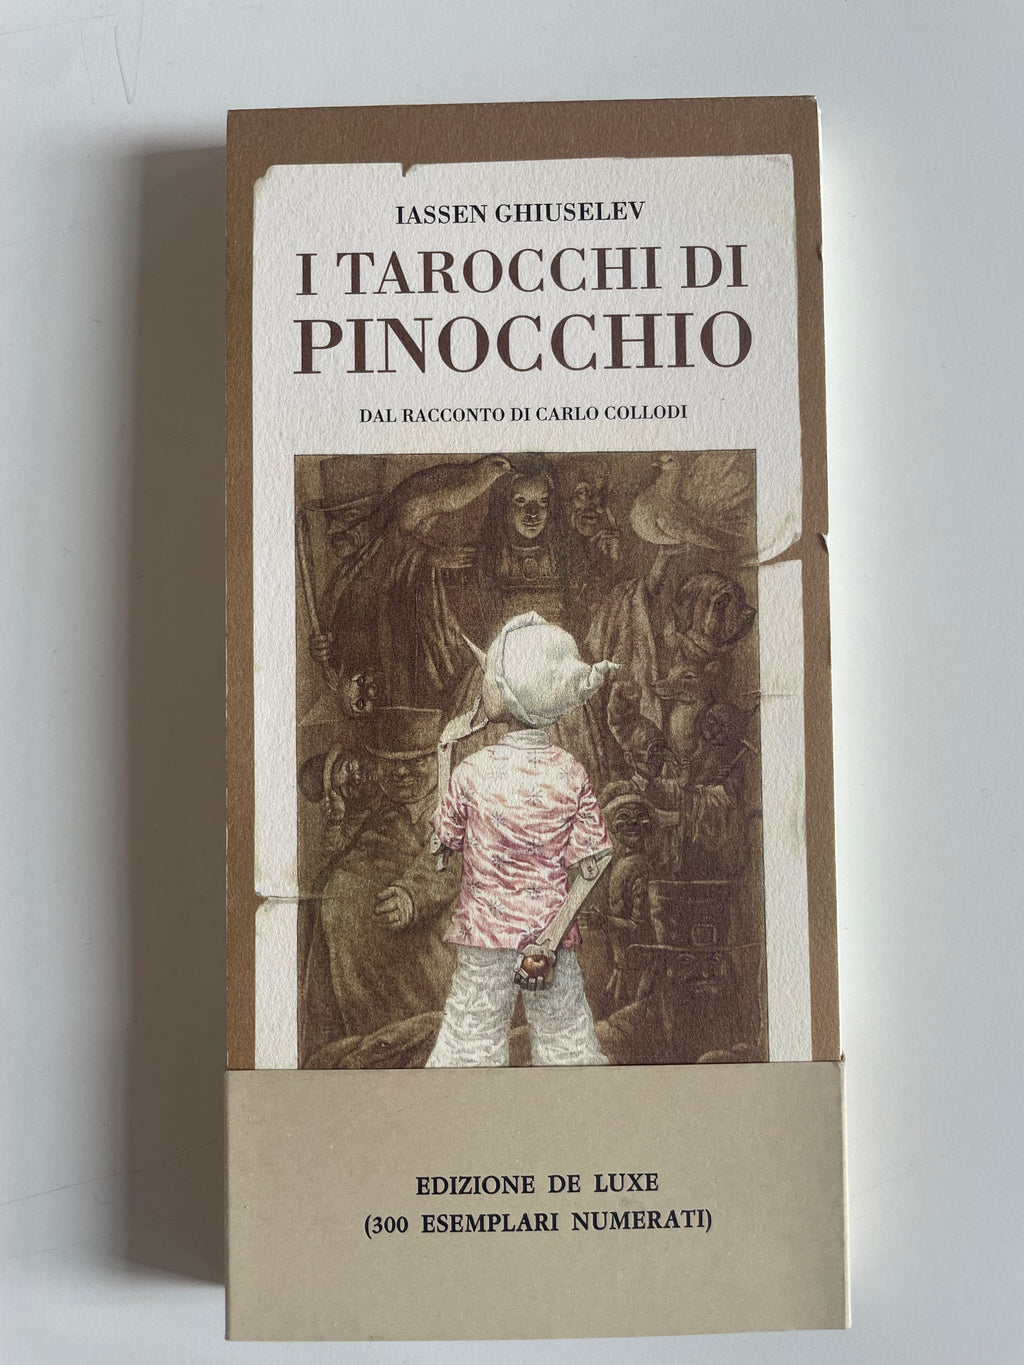 IASSEN GHIUSELEV
I TAROCCHI DI
PINOCCHIO
DAL RACCONTO DI CARLO COLLODI
EDIZIONE DE LUXE
(300 ESEMPLARI NUMERATI)